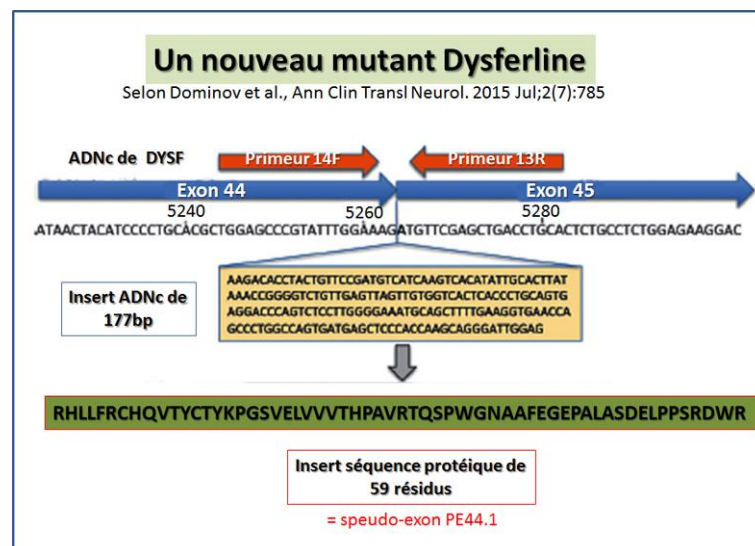 Un nouveau mutant Dysferline
Selon Dominov et al., Ann Clin Transl Neurol. 2015 Jul;2(7):785
ADNc de DYSF
Primeur 14F
Primeur 13R
Exon 44
Exon 45
5240
5260
5280
ATAACTACATCCCCTGCACGCTGGAGCCCGTATTTGGAAAGATGTTCGAGCTGACCTGCACTCTGCCTCTGGAGAAGGAC
Insert ADNc de
177bp
AAGACACCTACTGTTCCGATGTCATCAAGTCACATATTGCACTTAT
AAACCGGGGTCTGTTGAGTTAGTTGTGGTCACTCACCCTGCAGTG
AGGACCCAGTCTCCTTGGGGAAATGCAGCTTTTGAAGGTGAACCA
GCCCTGGCCAGTGATGAGCTCCCACCAAGCAGGGATTGGAG
RHLLFRCHQVTYCTYKPGSVELVVVTHPAVRTQSPWGNAAFEGEPALASDELPPSRDWR
Insert séquence protéique de
59 résidus
= speudo-exon PE44.1